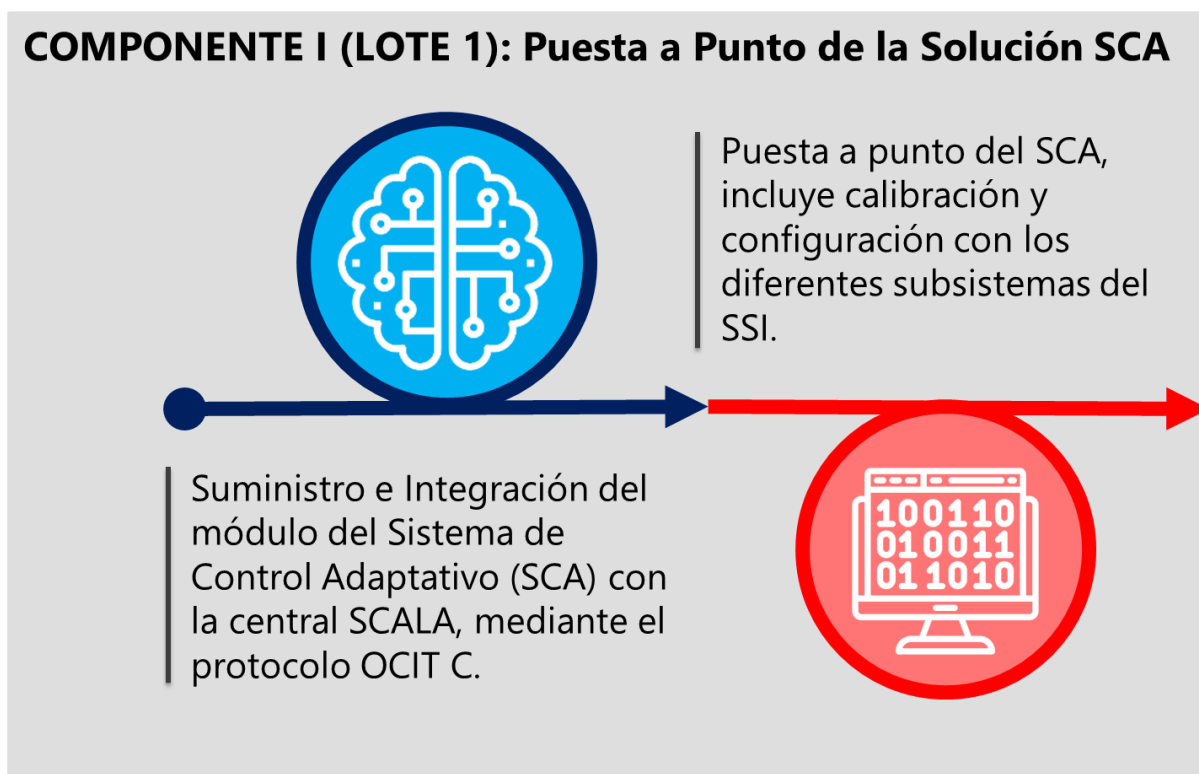 COMPONENTE I (LOTE 1): Puesta a Punto de la Solución SCA
Puesta a punto del SCA,
incluye calibración y
configuración con los
diferentes subsistemas del
SSI.
Suministro e Integración del
módulo del Sistema de
Control Adaptativo (SCA) con
la central SCALA, mediante el
protocolo OCIT C.
100110
010011
011010